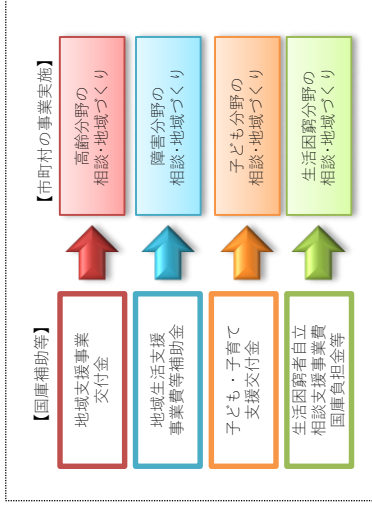 【国庫補助等】
地域支援事業
交付金
地域生活支援
事業費等補助金
子ども・子育て
支援交付金
生活困窮者自立
相談支援事業費
国庫負担金等
【市町村の事業実施】
高齢分野の
相談・地域づくり
障害分野の
相談・地域づくり
子ども分野の
相談・地域づくり
生活困窮分野の
相談・地域づくり